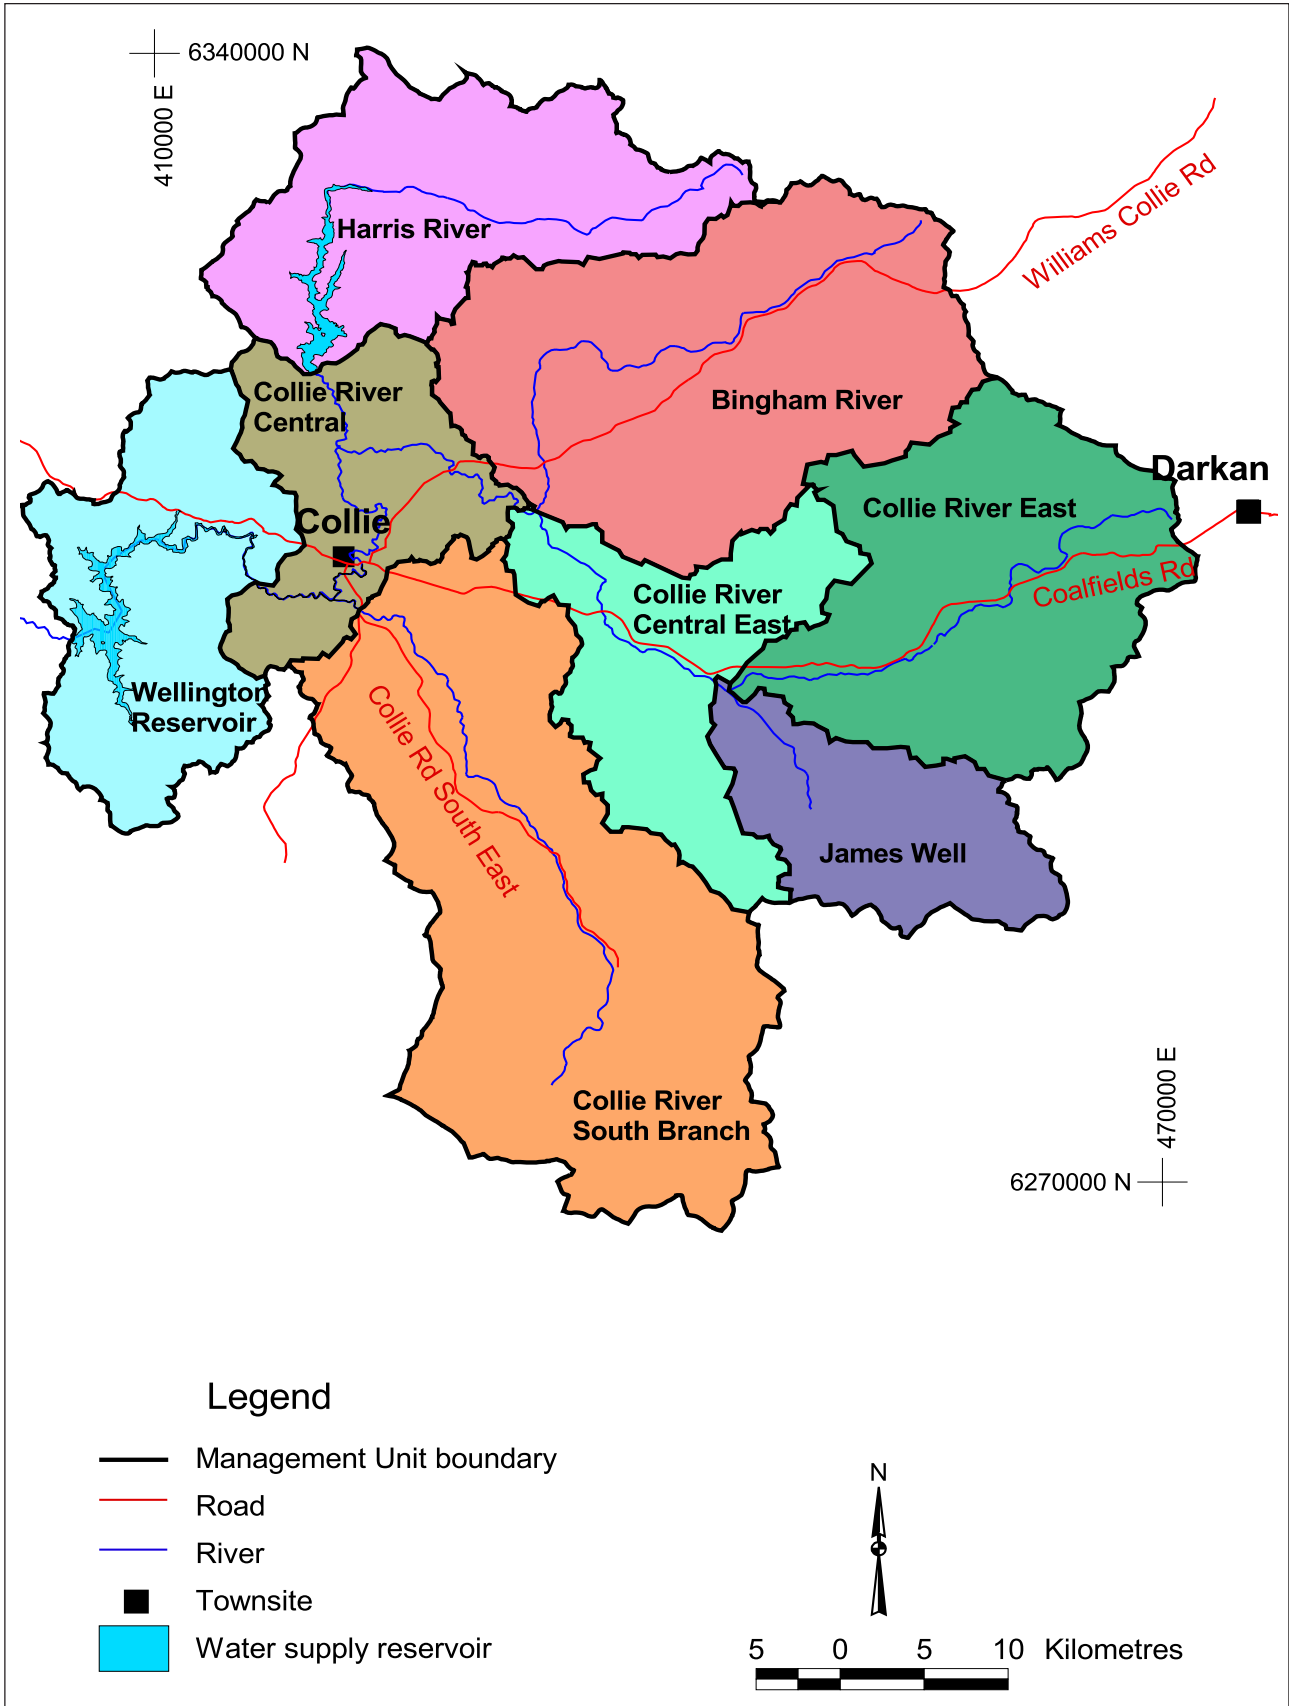 6340000 N
410000 E
Williams Collie Rd
Harris River
Collie River
Central
Bingham River
Darkan
Collie River East
Collie
Coalfields Rd
Collie River
Central East
Wellington
Reservoir
Collie Rd South East
James Well
Collie River
South Branch
470000 E
6270000 N
Legend
Management Unit boundary
Road
River
Townsite
Water supply reservoir
N
5 0 5 10 Kilometres